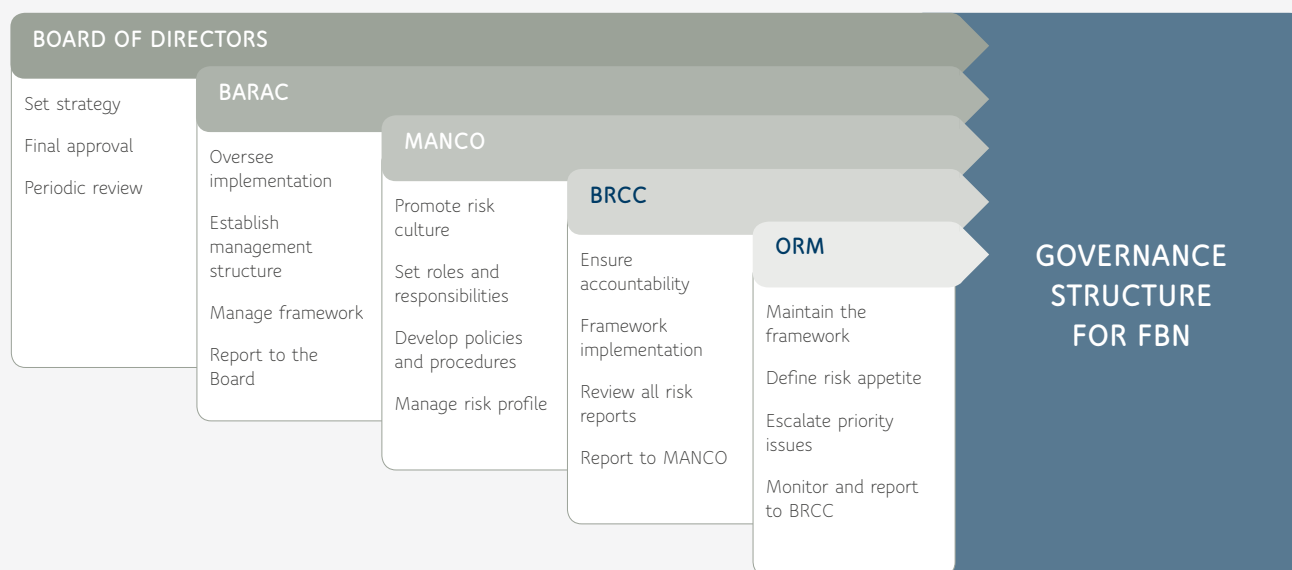 BOARD OF DIRECTORS
Set strategy
Final approval
Periodic review
BARAC
Oversee
implementation
Establish
management
structure
Manage framework
Report to the
Board
MANCO
Promote risk
culture
Set roles and
responsibilities
Develop policies
and procedures
Manage risk profile
BRCC
Ensure
accountability
Framework
implementation
Review all risk
reports
Report to MANCO
ORM
Maintain the
framework
Define risk appetite
Escalate priority
issues
Monitor and report
to BRCC
GOVERNANCE
STRUCTURE
FOR FBN